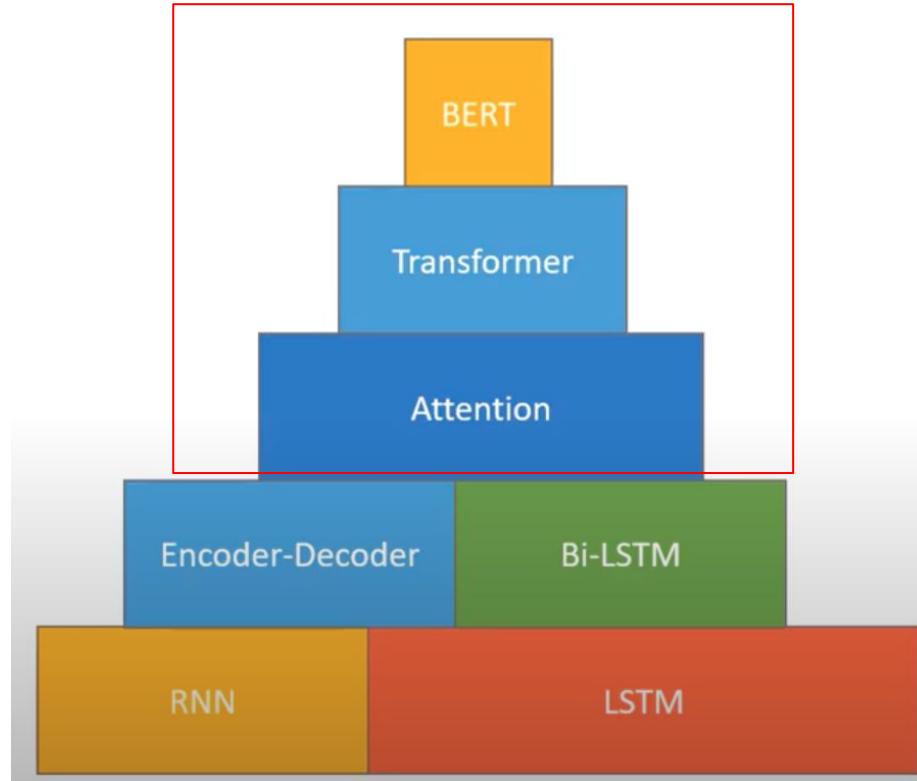 BERT
Transformer
Attention
Encoder-Decoder
Bi-LSTM
RNN
LSTM